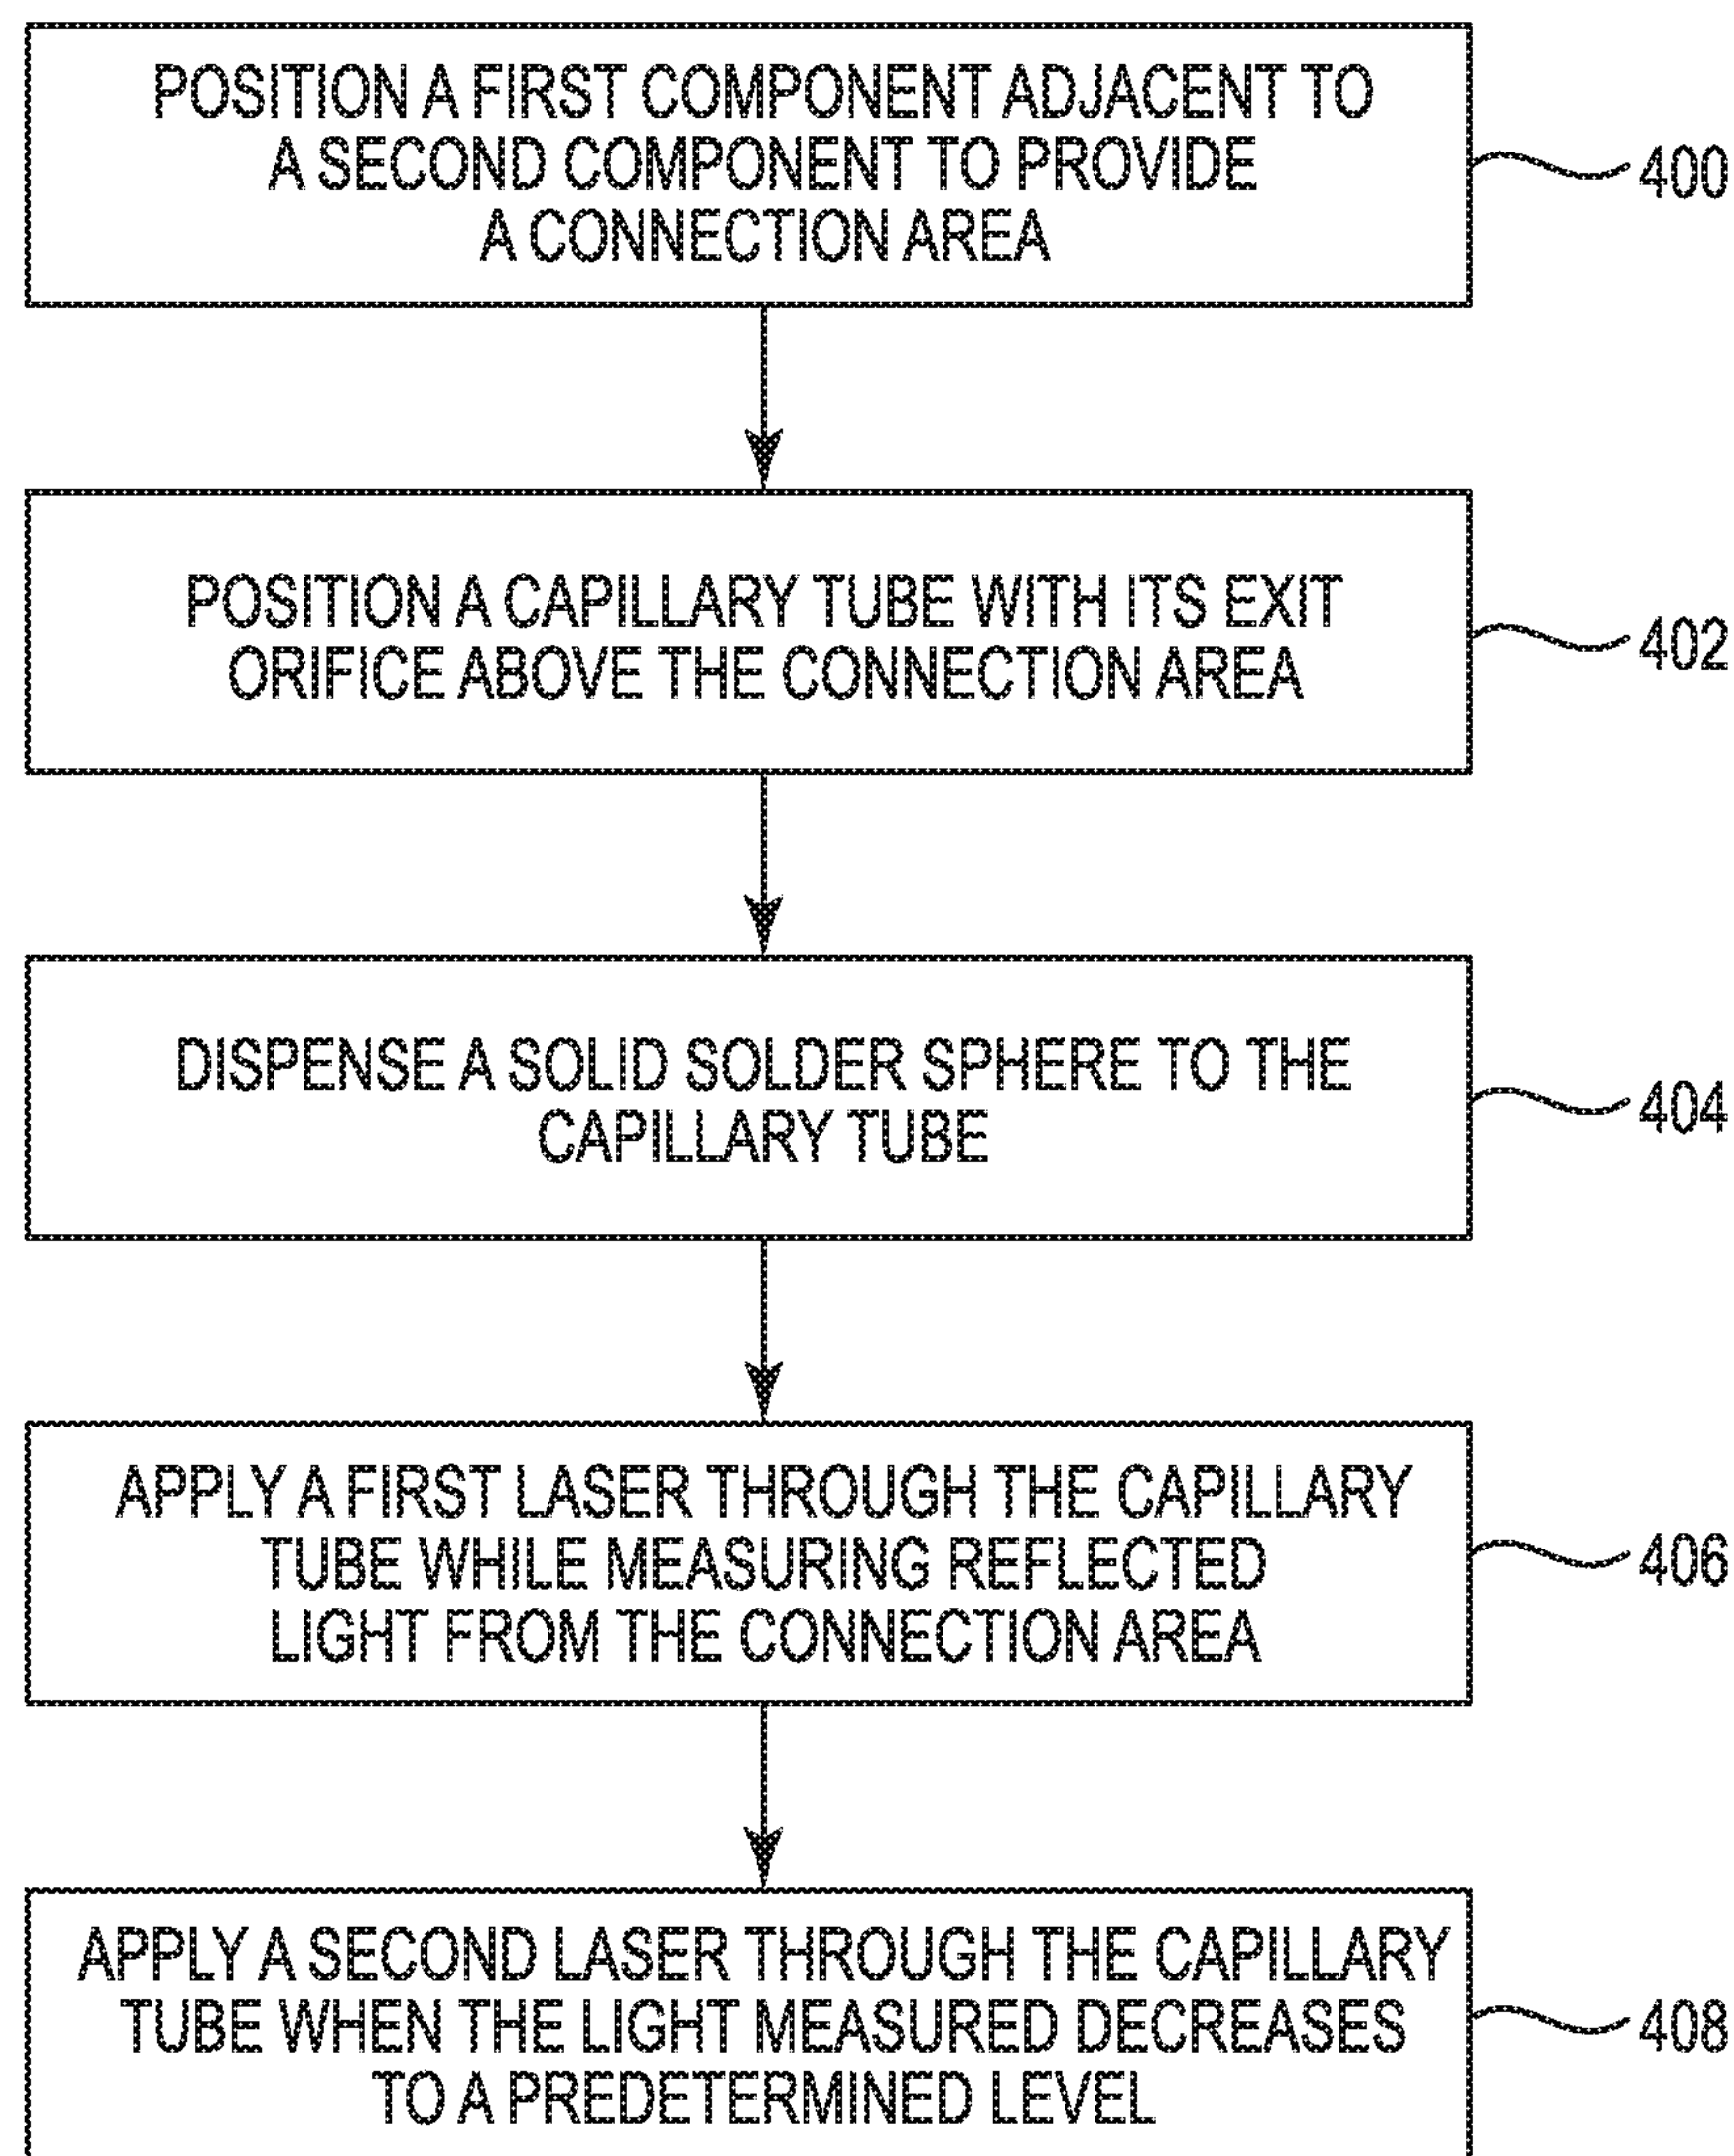 POSITION A FIRST COMPONENT ADJACENT TO
A SECOND COMPONENT TO PROVIDE
A CONNECTION AREA
400
POSITION A CAPILLARY TUBE WITH ITS EXIT
ORIFICE ABOVE THE CONNECTION AREA
402
DISPENSE A SOLID SOLDER SPHERE TO THE
CAPILLARY TUBE
404
APPLY A FIRST LASER THROUGH THE CAPILLARY
TUBE WHILE MEASURING REFLECTED
LIGHT FROM THE CONNECTION AREA
406
APPLY A SECOND LASER THROUGH THE CAPILLARY
TUBE WHEN THE LIGHT MEASURED DECREASES
TO A PREDETERMINED LEVEL
408